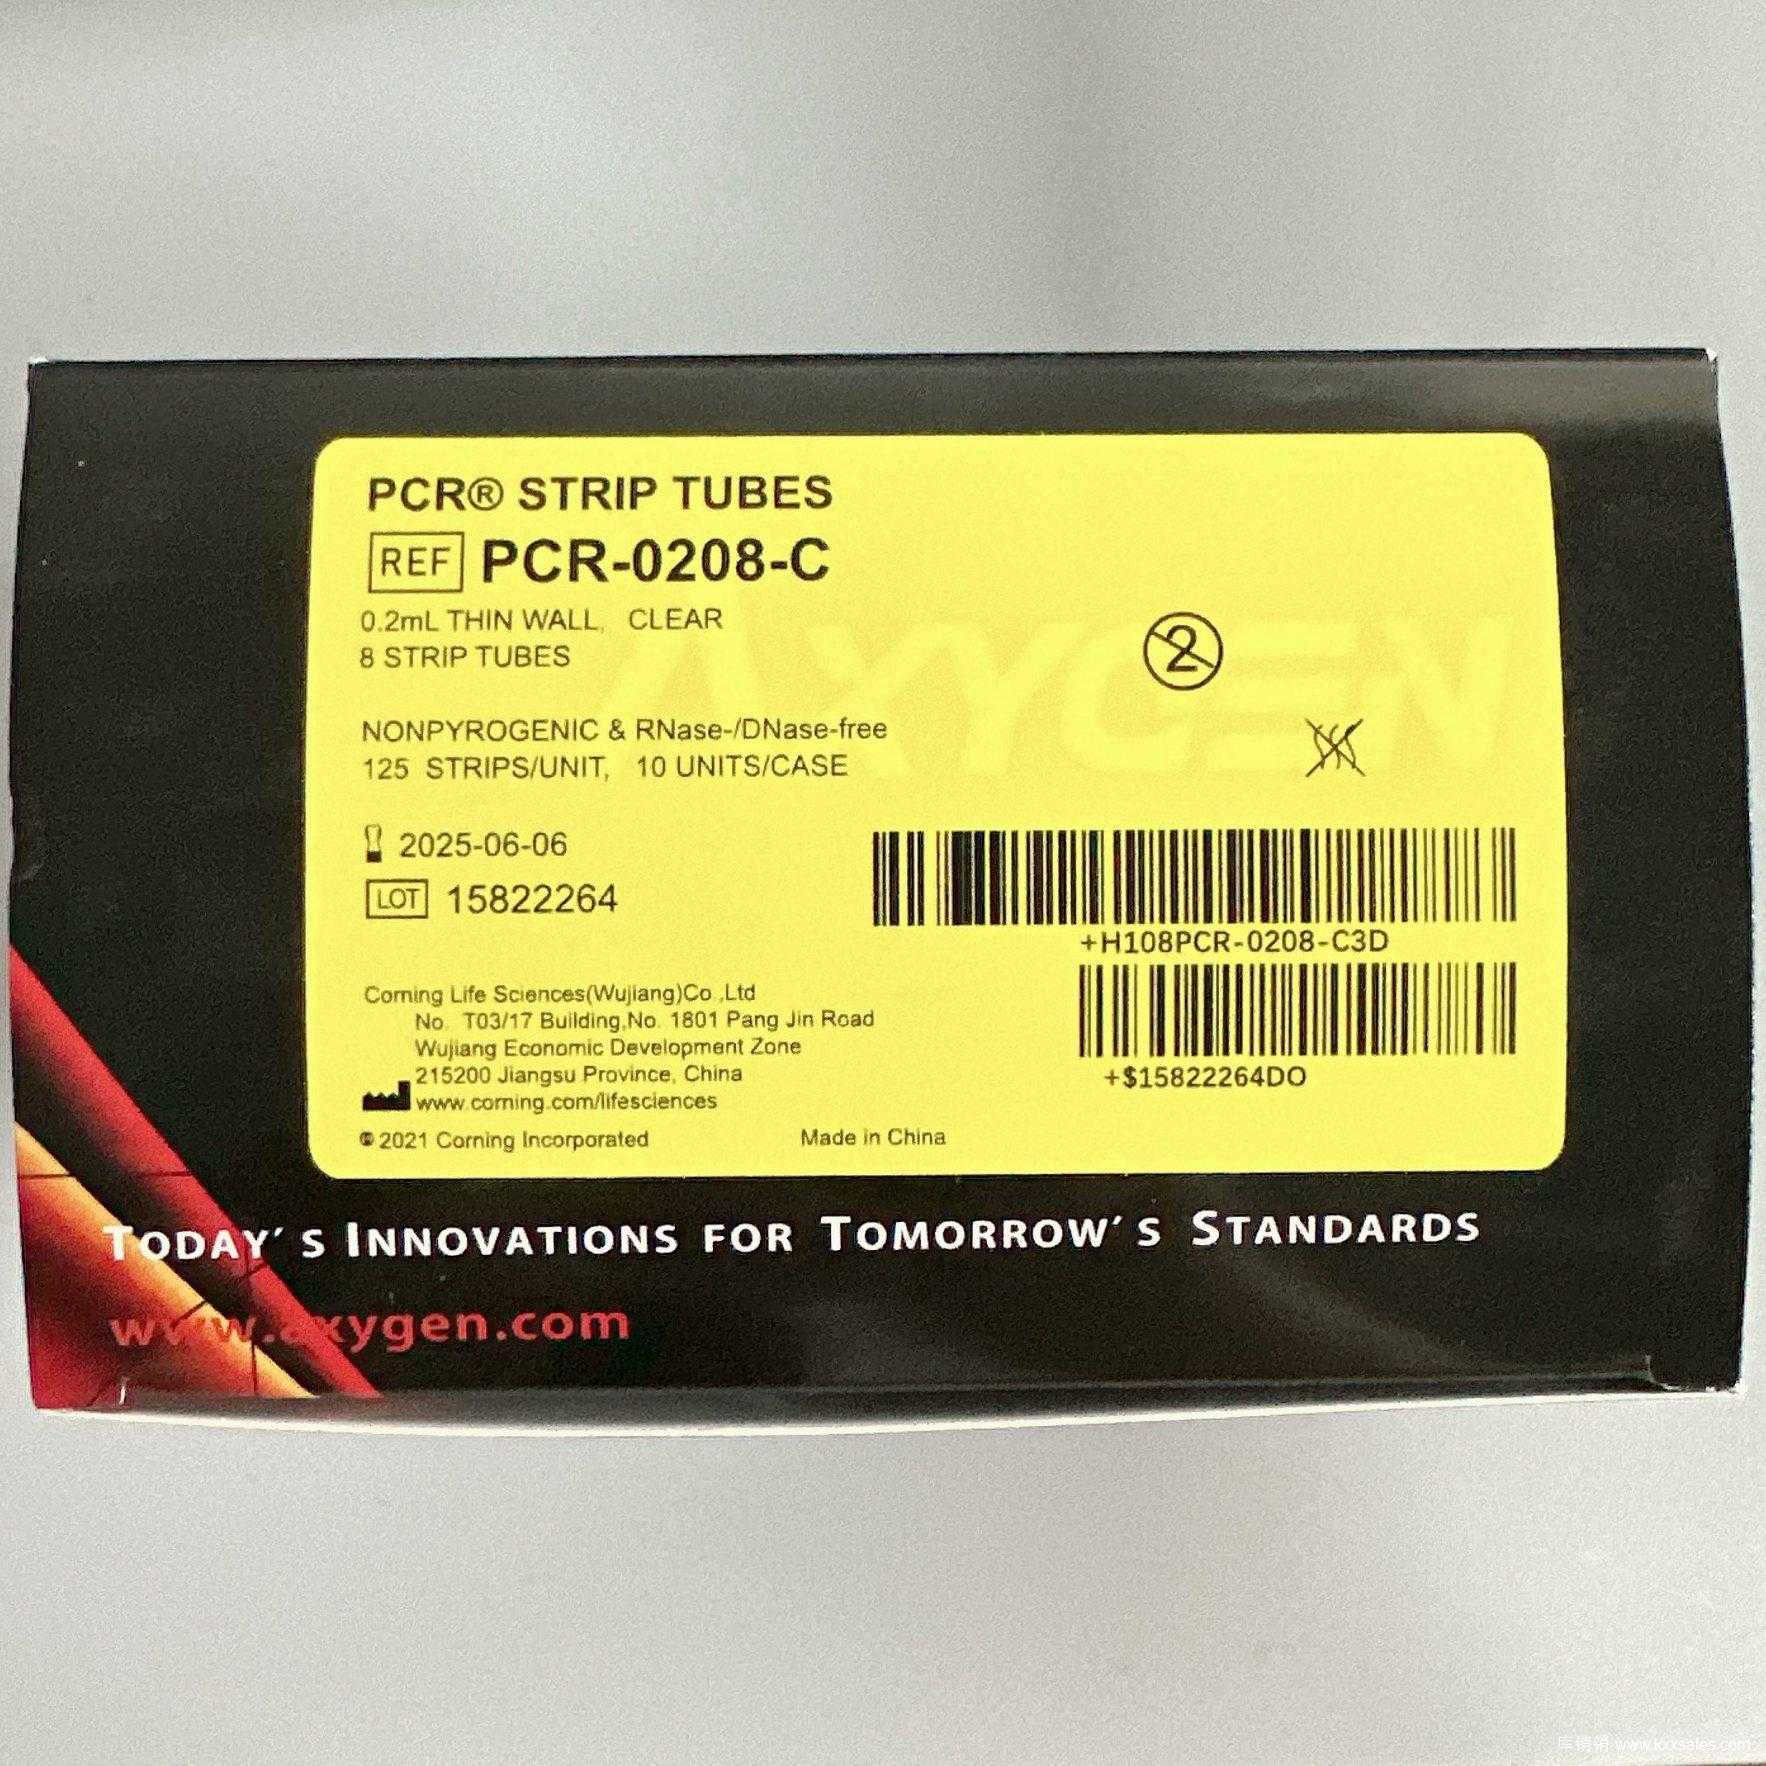 PCR® STRIP TUBES
REF PCR-0208-C
0.2mL THIN WALL, CLEAR
8 STRIP TUBES
2
NONPYROGENIC & RNase-/DNase-free
125 STRIPS/UNIT, 10 UNITS/CASE
2025-06-06
LOT 15822264
+H108PCR-0208-C3D
+$15822264DO
Corning Life Sciences(Wujiang)Co.,Ltd
No. T03/17 Building,No. 1801 Pang Jin Road
Wujiang Economic Development Zone
215200 Jiangsu Province, China
www.corning.com/lifesciences
© 2021 Corning Incorporated Made in China
AXYGEN
TODAY'S INNOVATIONS FOR TOMORROW'S STANDARDS
www.axygen.com